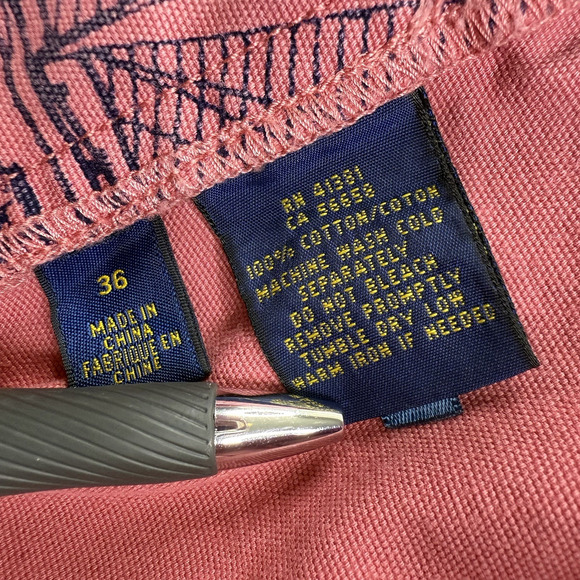 36
MADE IN
CHINA
FABRIQUE EN
CHINE
RN 41381
CA 56658
100% COTTON/COTON
MACHINE WASH COLD
SEPARATELY
DO NOT BLEACH
REMOVE PROMPTLY
TUMBLE DRY LOW
WARM IRON IF NEEDED